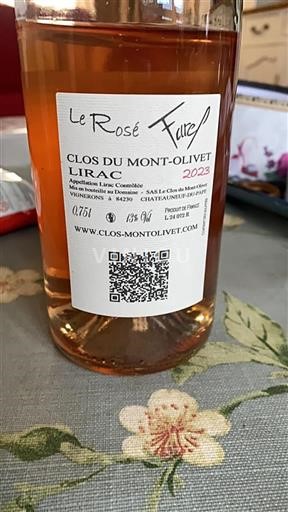 Le Rosé Farel
CLOS DU MONT-OLIVET
LIRAC 2023
Appellation Lirac Contrôlée
Mis en bouteille au Domaine - SAS Le Clos du Mont-Olivet
VIGNERONS à 84230 CHATEAUNEUF-DU-PAPE
0,75l 13% Vol PRODUIT DE FRANCE
L 24 072 R
WWW.CLOS-MONTOLIVET.COM